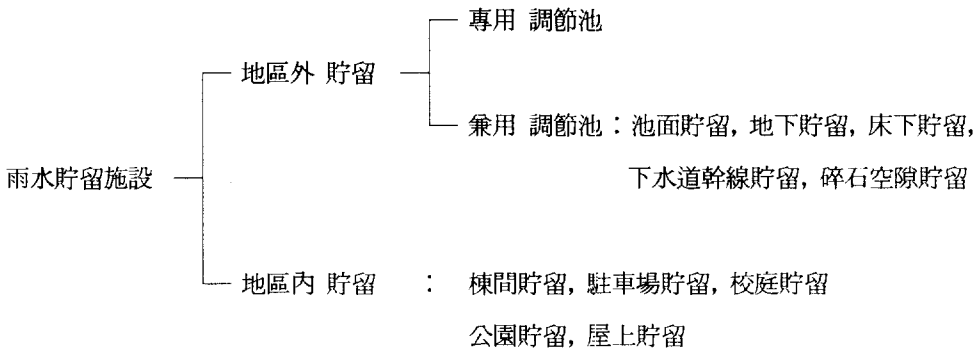 專用 調節池
地區外 貯留
兼用 調節池 : 池面貯留, 地下貯留, 床下貯留,
雨水貯留施設
下水道幹線貯留, 碎石空隙貯留
地區內 貯留 : 棟間貯留, 駐車場貯留, 校庭貯留
公園貯留, 屋上貯留